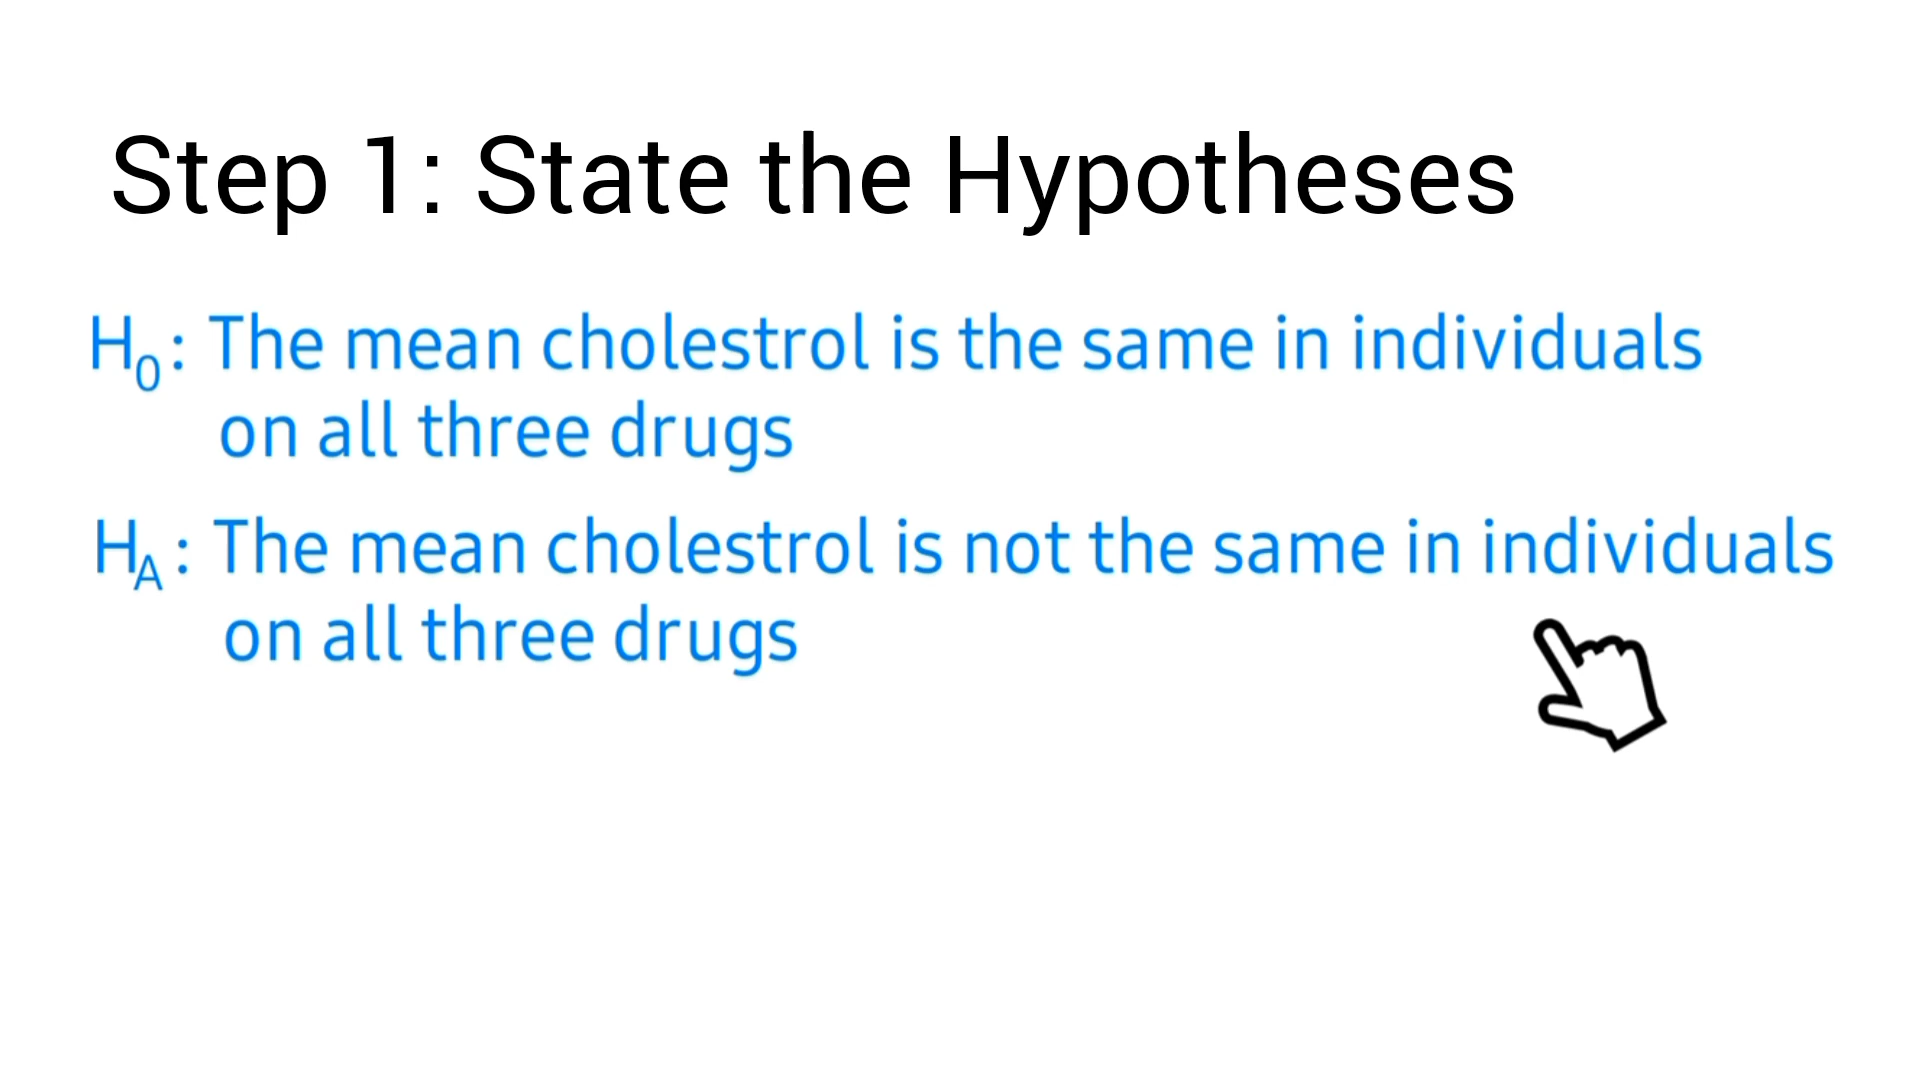 Step 1: State the Hypotheses
H₀: The mean cholestrol is the same in individuals
on all three drugs
Hᴀ: The mean cholestrol is not the same in individuals
on all three drugs